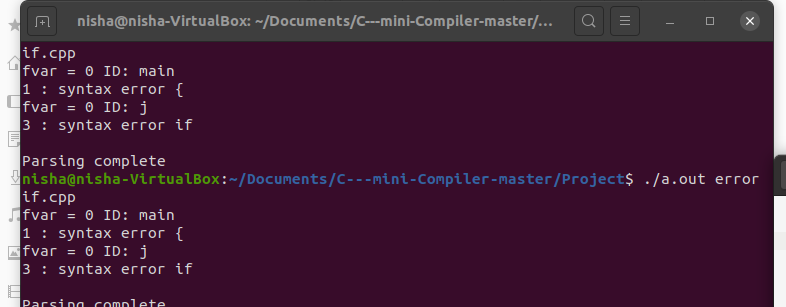 nisha@nisha-VirtualBox: ~/Documents/C---mini-Compiler-master/...
if.cpp
fvar = 0 ID: main
1 : syntax error {
fvar = 0 ID: j
3 : syntax error if
Parsing complete
nisha@nisha-VirtualBox:~/Documents/C---mini-Compiler-master/Project$ ./a.out error
if.cpp
fvar = 0 ID: main
1 : syntax error {
fvar = 0 ID: j
3 : syntax error if
Parsing complete